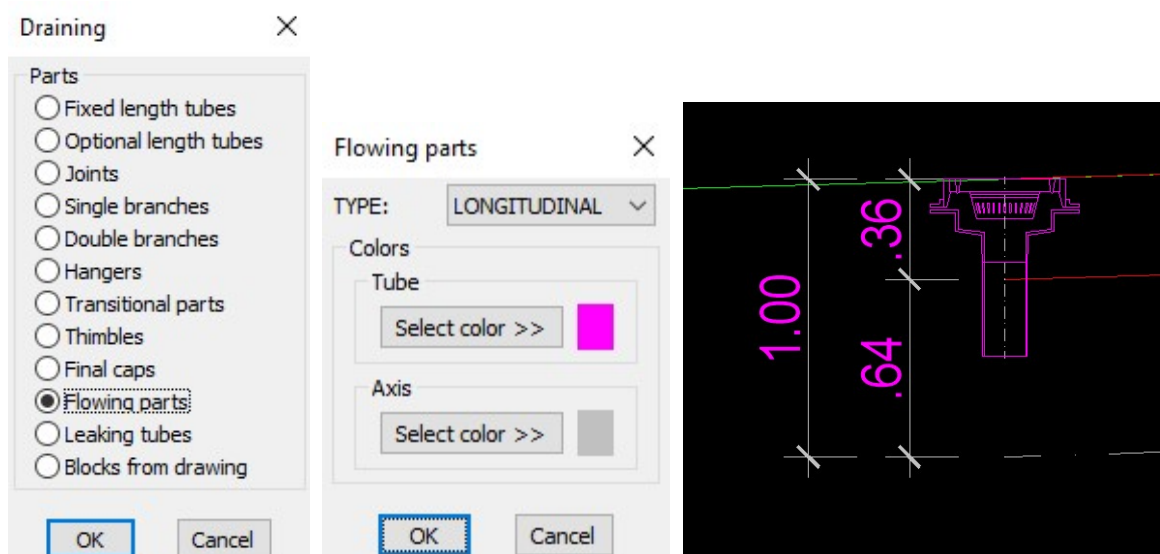 Draining
Parts
Fixed length tubes
Optional length tubes
Joints
Single branches
Double branches
Hangers
Transitional parts
Thimbles
Final caps
Flowing parts
Leaking tubes
Blocks from drawing
OK Cancel
Flowing parts
TYPE: LONGITUDINAL
Colors
Tube
Select color >>
Axis
Select color >>
OK Cancel
1.00
.36
.64